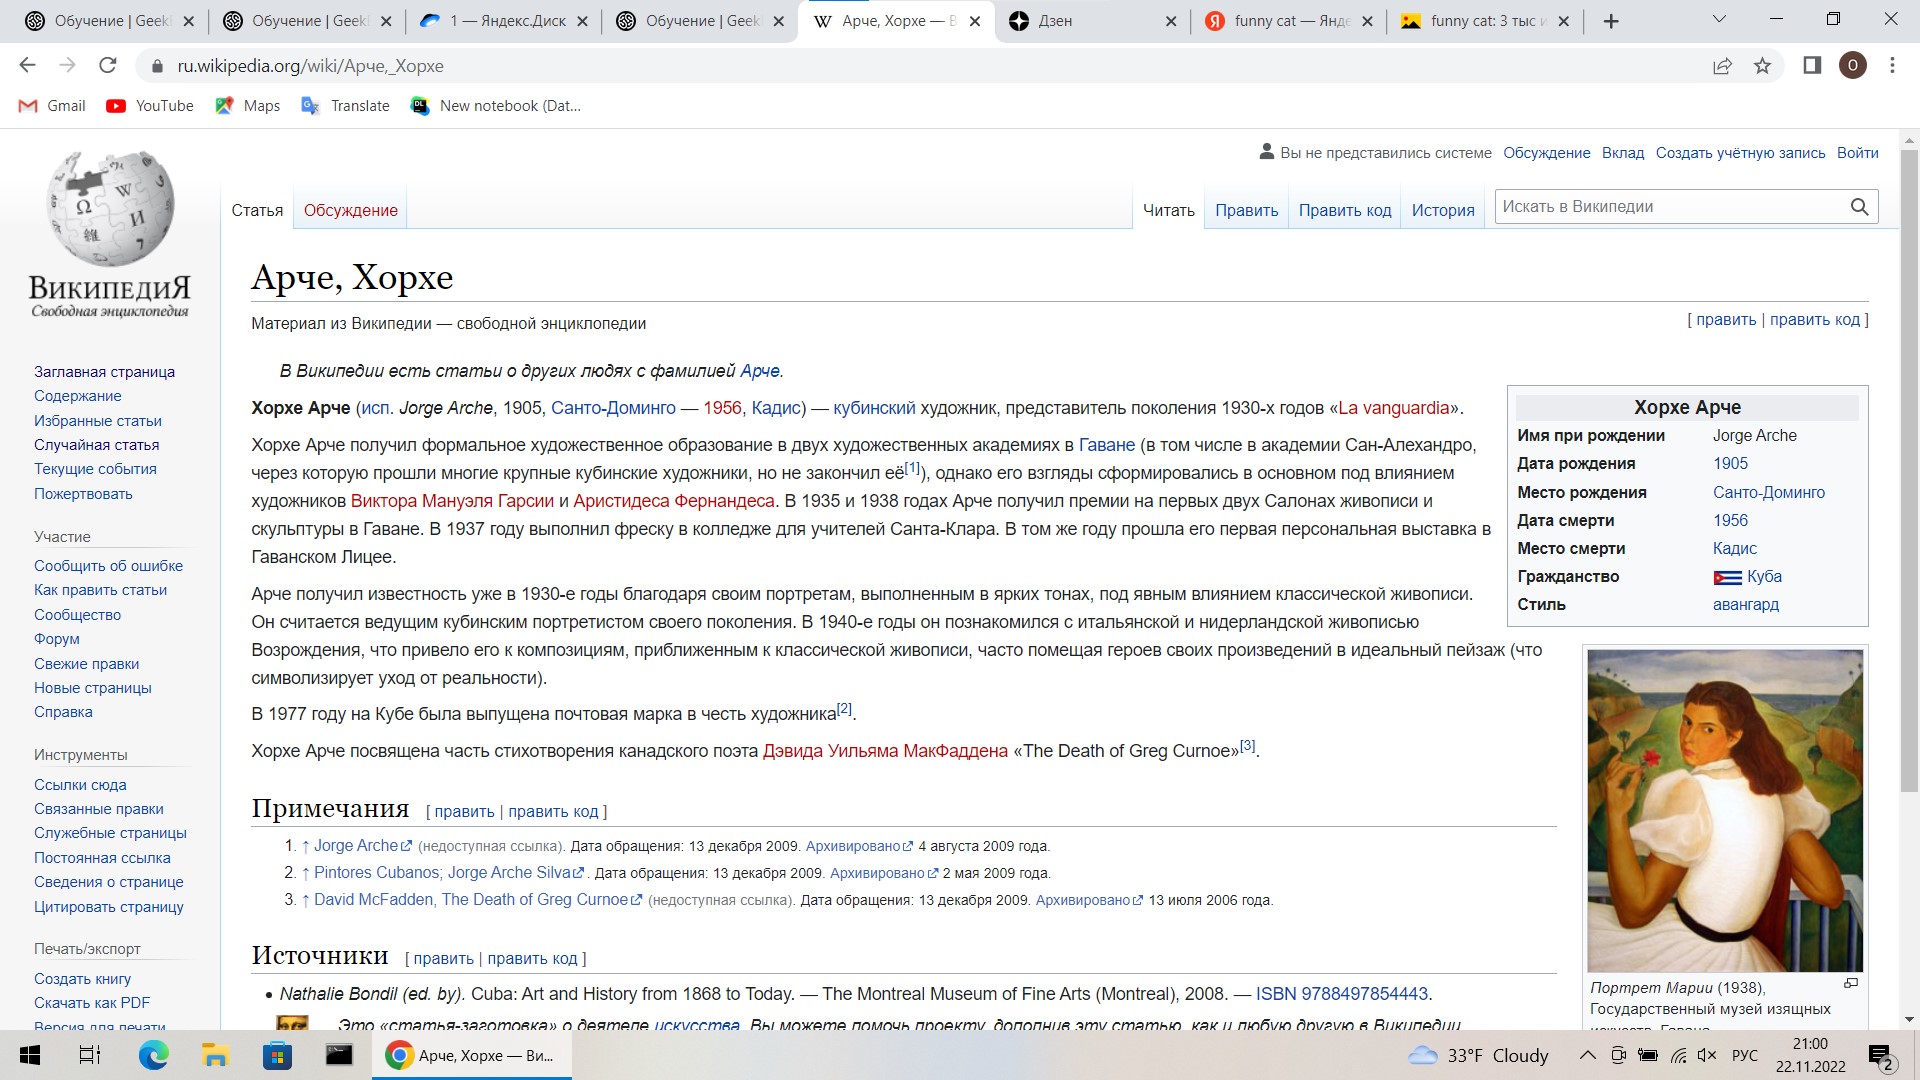 Обучение | Geek
Обучение | Geek
1 — Яндекс.Диск
Обучение | Geek
Арче, Хорхе — В
Дзен
funny cat — Янде
funny cat: 3 тыс и
ru.wikipedia.org/wiki/Арче,_Хорхе
O
Gmail
YouTube
Maps
Translate
New notebook (Dat...
Вы не представились системе Обсуждение Вклад Создать учётную запись Войти
ВикипедиЯ
Свободная энциклопедия
Статья Обсуждение
Читать Править Править код История
Искать в Википедии
Заглавная страница
Содержание
Избранные статьи
Случайная статья
Текущие события
Пожертвовать
Участие
Сообщить об ошибке
Как править статьи
Сообщество
Форум
Свежие правки
Новые страницы
Справка
Инструменты
Ссылки сюда
Связанные правки
Служебные страницы
Постоянная ссылка
Сведения о странице
Цитировать страницу
Печать/экспорт
Создать книгу
Скачать как PDF
Версия для печати
Арче, Хорхе
Материал из Википедии — свободной энциклопедии
[ править | править код ]
В Википедии есть статьи о других людях с фамилией Арче.
Хорхе Арче (исп. Jorge Arche, 1905, Санто-Доминго — 1956, Кадис) — кубинский художник, представитель поколения 1930-х годов «La vanguardia».
Хорхе Арче получил формальное художественное образование в двух художественных академиях в Гаване (в том числе в академии Сан-Алехандро,
через которую прошли многие крупные кубинские художники, но не закончил её[1]), однако его взгляды сформировались в основном под влиянием
художников Виктора Мануэля Гарсии и Аристидеса Фернандеса. В 1935 и 1938 годах Арче получил премии на первых двух Салонах живописи и
скульптуры в Гаване. В 1937 году выполнил фреску в колледже для учителей Санта-Клара. В том же году прошла его первая персональная выставка в
Гаванском Лицее.
Арче получил известность уже в 1930-е годы благодаря своим портретам, выполненным в ярких тонах, под явным влиянием классической живописи.
Он считается ведущим кубинским портретистом своего поколения. В 1940-е годы он познакомился с итальянской и нидерландской живописью
Возрождения, что привело его к композициям, приближенным к классической живописи, часто помещая героев своих произведений в идеальный пейзаж (что
символизирует уход от реальности).
В 1977 году на Кубе была выпущена почтовая марка в честь художника[2].
Хорхе Арче посвящена часть стихотворения канадского поэта Дэвида Уильяма МакФаддена «The Death of Greg Curnoe»[3].
Хорхе Арче
Имя при рождении Jorge Arche
Дата рождения 1905
Место рождения Санто-Доминго
Дата смерти 1956
Место смерти Кадис
Гражданство Куба
Стиль авангард
Портрет Марии (1938),
Государственный музей изящных
искусств, Гавана
Примечания [ править | править код ]
1. ↑ Jorge Arche (недоступная ссылка). Дата обращения: 13 декабря 2009. Архивировано 4 августа 2009 года.
2. ↑ Pintores Cubanos; Jorge Arche Silva. Дата обращения: 13 декабря 2009. Архивировано 2 мая 2009 года.
3. ↑ David McFadden, The Death of Greg Curnoe (недоступная ссылка). Дата обращения: 13 декабря 2009. Архивировано 13 июля 2006 года.
Источники [ править | править код ]
• Nathalie Bondil (ed. by). Cuba: Art and History from 1868 to Today. — The Montreal Museum of Fine Arts (Montreal), 2008. — ISBN 9788497854443.
Это «статья-заготовка» о деятеле искусства. Вы можете помочь проекту, дополнив эту статью, как и любую другую в Википедии.
Арче, Хорхе — Ви...
33°F Cloudy
РУС
21:00
22.11.2022
2